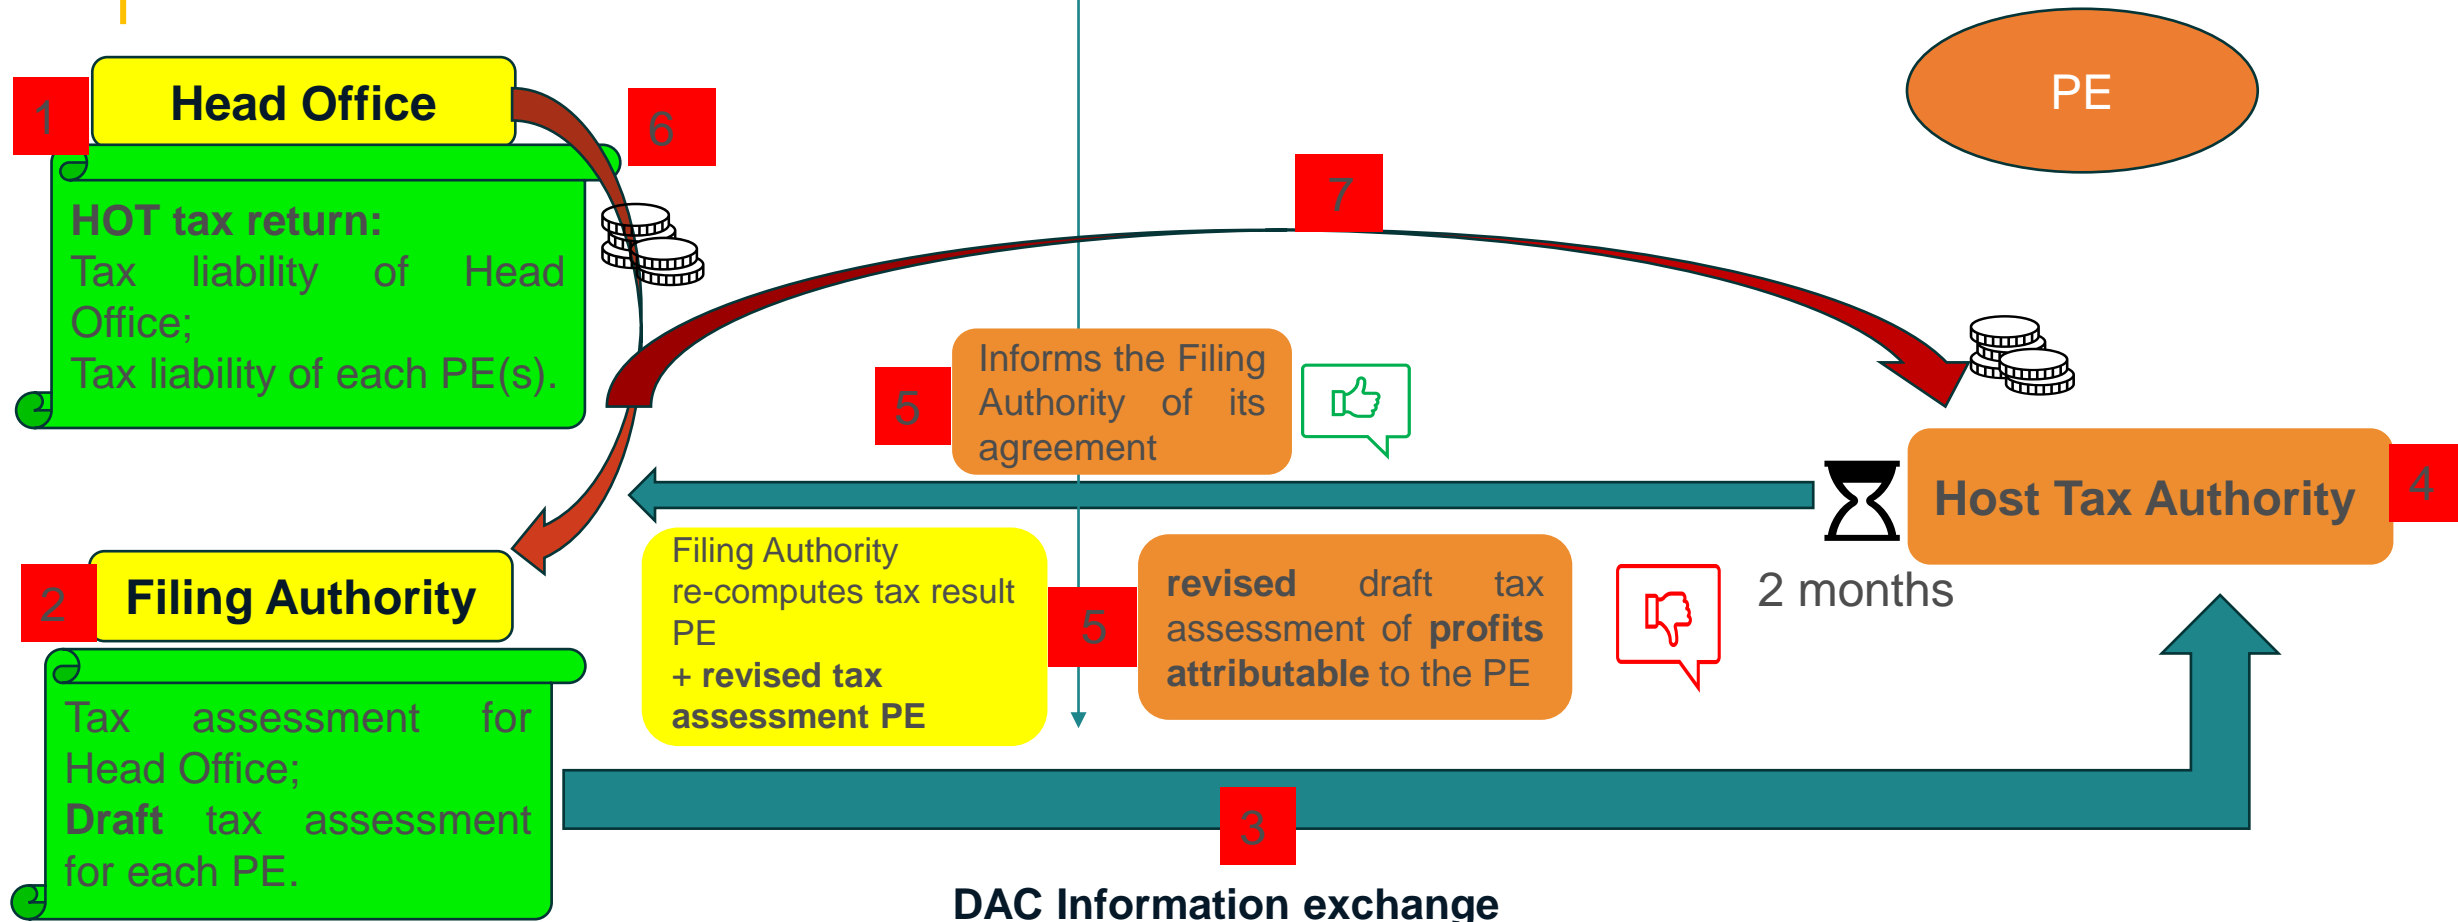 1
Head Office
6
PE
HOT tax return:
Tax liability of Head
Office;
Tax liability of each PE(s).
7
5
Informs the Filing
Authority of its
agreement
Host Tax Authority
4
2 months
2
Filing Authority
Filing Authority
re-computes tax result
PE
+ revised tax
assessment PE
5
revised draft tax
assessment of profits
attributable to the PE
Tax assessment for
Head Office;
Draft tax assessment
for each PE.
3
DAC Information exchange